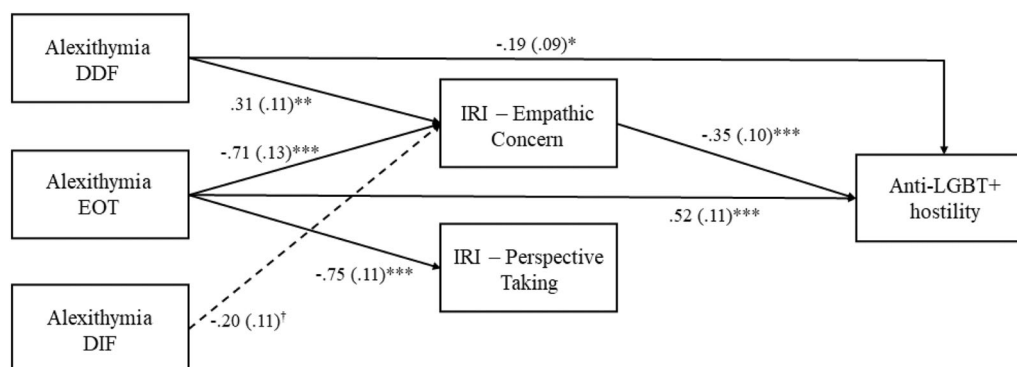 Alexithymia
DDF
-.19 (.09)*
.31 (.11)**
IRI – Empathic
Concern
-.71 (.13)***
-.35 (.10)***
Alexithymia
EOT
Anti-LGBT+
hostility
.52 (.11)***
-.75 (.11)***
IRI – Perspective
Taking
Alexithymia
DIF
-.20 (.11)†